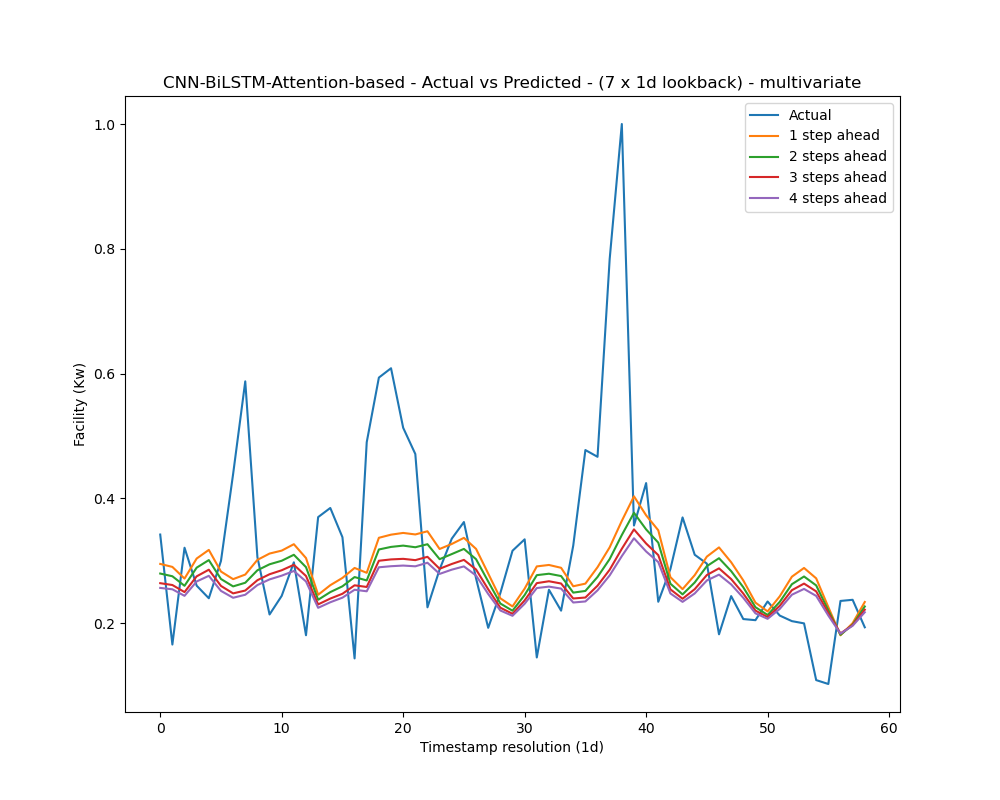 CNN-BiLSTM-Attention-based - Actual vs Predicted - (7 x 1d lookback) - multivariate
Actual
1 step ahead
2 steps ahead
3 steps ahead
4 steps ahead
1.0
0.8
0.6
0.4
0.2
Facility (Kw)
0 10 20 30 40 50 60
Timestamp resolution (1d)